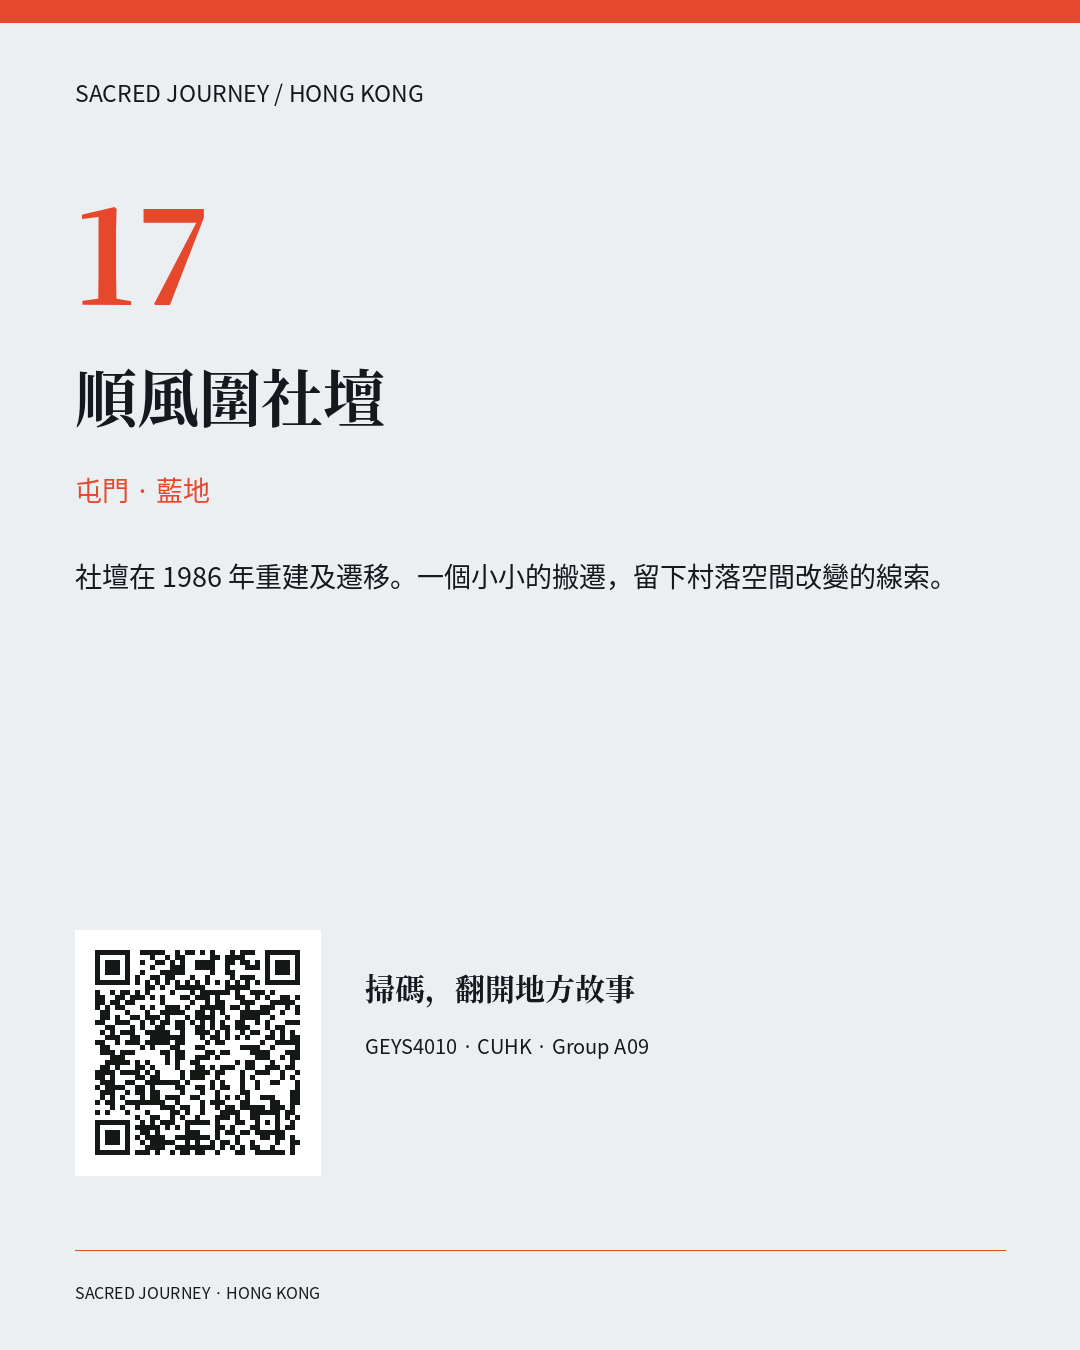 SACRED JOURNEY / HONG KONG
17
順風圍社壇
屯門 · 藍地
社壇在 1986 年重建及遷移。一個小小的搬遷，留下村落空間改變的線索。
掃碼，翻開地方故事
GEYS4010 · CUHK · Group A09
SACRED JOURNEY · HONG KONG